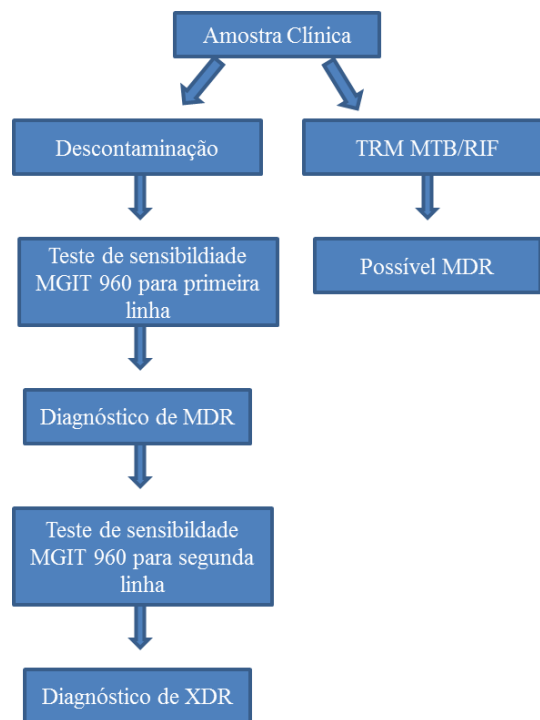 Amostra Clínica
Descontaminação
TRM MTB/RIF
Teste de sensibildiade
MGIT 960 para primeira
linha
Possível MDR
Diagnóstico de MDR
Teste de sensibildade
MGIT 960 para segunda
linha
Diagnóstico de XDR